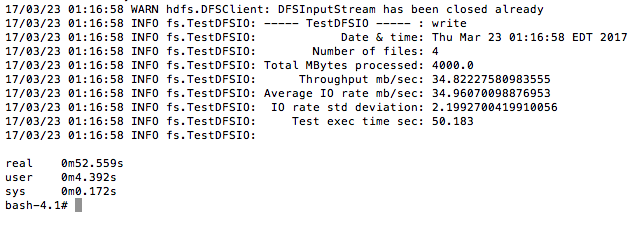 17/03/23 01:16:58 WARN hdfs.DFSClient: DFSInputStream has been closed already
17/03/23 01:16:58 INFO fs.TestDFSIO: ----- TestDFSIO ----- : write
17/03/23 01:16:58 INFO fs.TestDFSIO:            Date & time: Thu Mar 23 01:16:58 EDT 2017
17/03/23 01:16:58 INFO fs.TestDFSIO:        Number of files: 4
17/03/23 01:16:58 INFO fs.TestDFSIO: Total MBytes processed: 4000.0
17/03/23 01:16:58 INFO fs.TestDFSIO:      Throughput mb/sec: 34.82227580983555
17/03/23 01:16:58 INFO fs.TestDFSIO: Average IO rate mb/sec: 34.96070098876953
17/03/23 01:16:58 INFO fs.TestDFSIO:  IO rate std deviation: 2.1992700419910056
17/03/23 01:16:58 INFO fs.TestDFSIO:     Test exec time sec: 50.183
17/03/23 01:16:58 INFO fs.TestDFSIO:
real    0m52.559s
user    0m4.392s
sys     0m0.172s
bash-4.1#